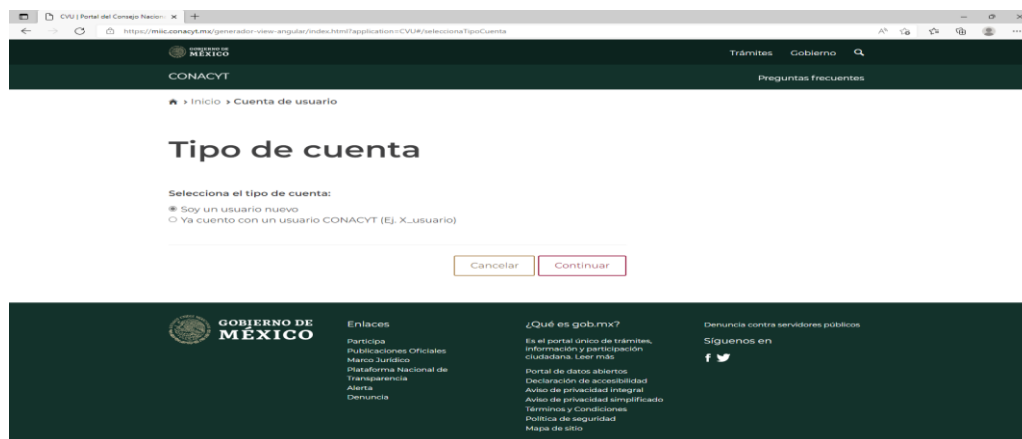 CVU | Portal del Consejo Nacion
https://miic.conacyt.mx/generador-view-angular/index.html?application=CVU#/seleccionaTipoCuenta
GOBIERNO DE
MÉXICO
Trámites Gobierno
CONACYT
Preguntas frecuentes
> Inicio > Cuenta de usuario
Tipo de cuenta
Selecciona el tipo de cuenta:
Soy un usuario nuevo
Ya cuento con un usuario CONACYT (Ej. X_usuario)
Cancelar
Continuar
GOBIERNO DE
MÉXICO
Enlaces
Participa
Publicaciones Oficiales
Marco Jurídico
Plataforma Nacional de
Transparencia
Alerta
Denuncia
¿Qué es gob.mx?
Es el portal único de trámites,
información y participación
ciudadana. Leer más
Portal de datos abiertos
Declaración de accesibilidad
Aviso de privacidad integral
Aviso de privacidad simplificado
Términos y Condiciones
Política de seguridad
Mapa de sitio
Denuncia contra servidores públicos
Síguenos en